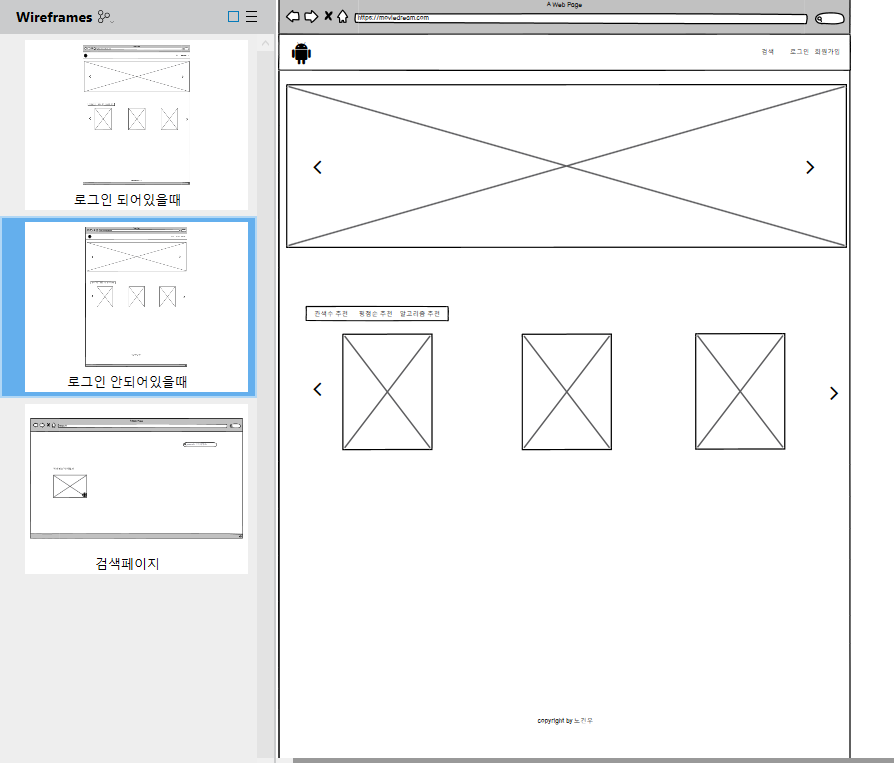 Wireframes
로그인 되어있을때
로그인 안되어있을때
검색페이지
A Web Page
https://moviedream.com
검색 로그인 회원가입
관객수 추천 평점순 추천 알고리즘 추천
copyright by 노건우